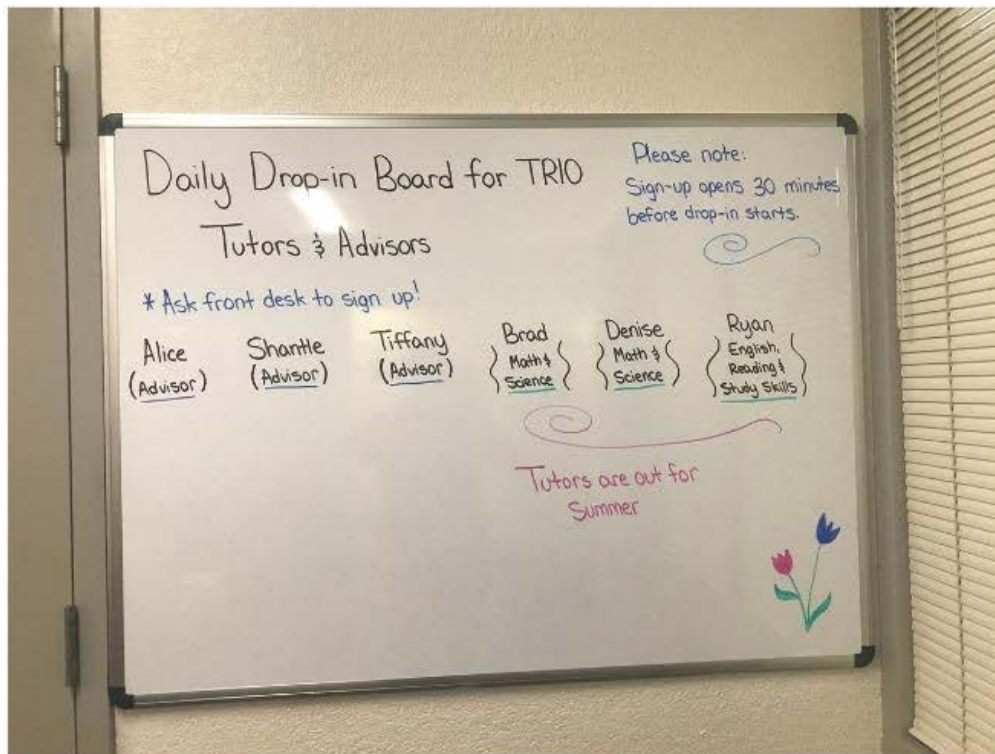 Daily Drop-in Board for TRIO
Tutors & Advisors
Please note:
Sign-up opens 30 minutes
before drop-in starts.
* Ask front desk to sign up!
Alice
(Advisor)
Shantle
(Advisor)
Tiffany
(Advisor)
Brad
Math &
Science
Denise
Math &
Science
Ryan
English,
Reading &
Study Skills
Tutors are out for
Summer